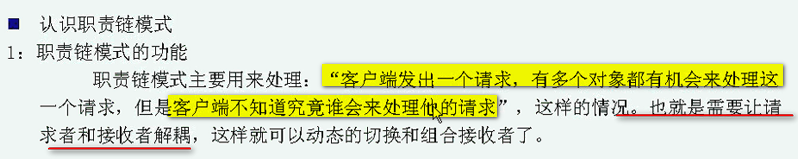 ■ 认识职责链模式
1：职责链模式的功能
职责链模式主要用来处理：“客户端发出一个请求，有多个对象都有机会来处理这
一个请求，但是客户端不知道究竟谁会来处理他的请求”，这样的情况。也就是需要让请
求者和接收者解耦，这样就可以动态的切换和组合接收者了。